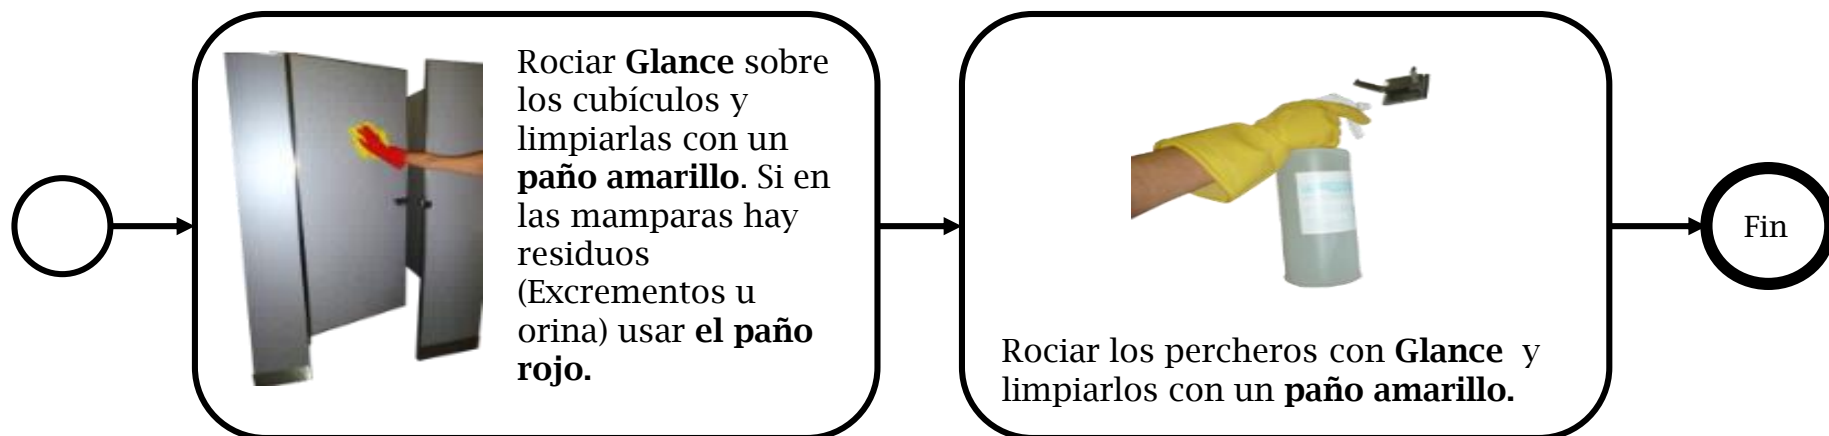 Rociar Glance sobre
los cubículos y
limpiarlas con un
paño amarillo. Si en
las mamparas hay
residuos
(Excrementos u
orina) usar el paño
rojo.
Rociar los percheros con Glance y
limpiarlos con un paño amarillo.
Fin